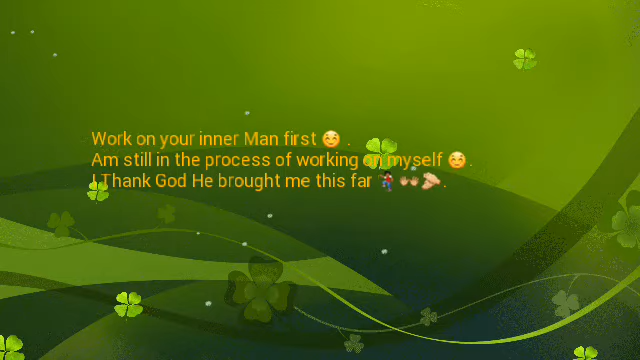 Work on your inner Man first ☺️ .
Am still in the process of working on myself ☺️.
I Thank God He brought me this far 💃👐👏.